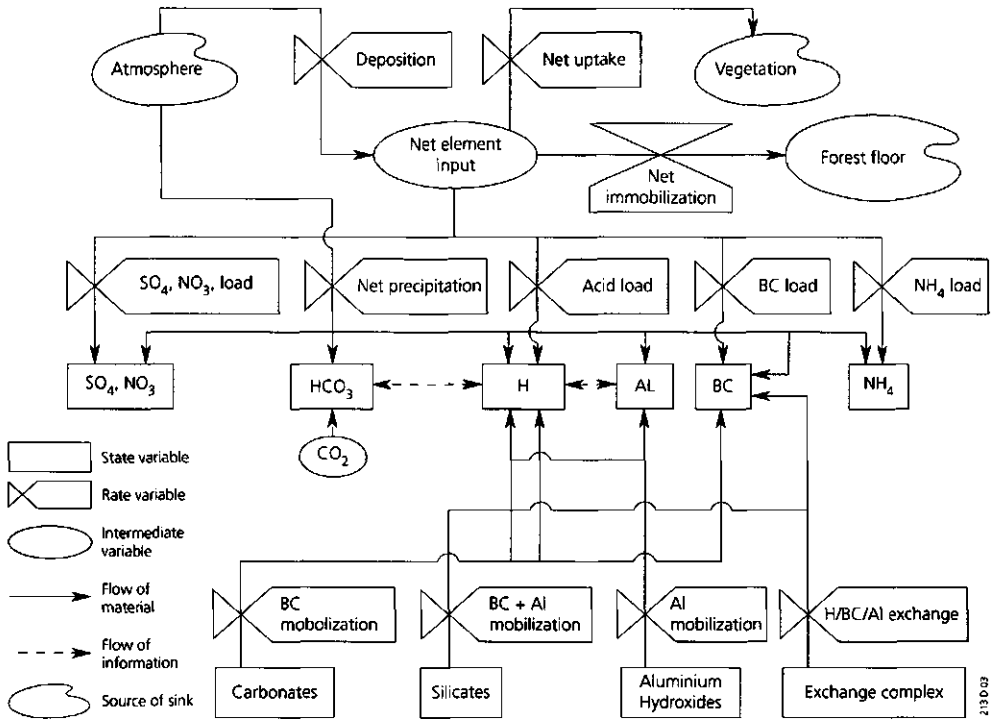 Atmosphere
Deposition
Net uptake
Vegetation
Net element
input
Net
immobilization
Forest floor
SO4, NO3, load
Net precipitation
Acid load
BC load
NH4 load
SO4, NO3
HCO3
H
AL
BC
NH4
CO2
State variable
Rate variable
Intermediate
variable
Flow of
material
Flow of
information
Source of sink
BC
mobolization
BC + Al
mobilization
Al
mobilization
H/BC/Al exchange
Carbonates
Silicates
Aluminium
Hydroxides
Exchange complex
213 D 03